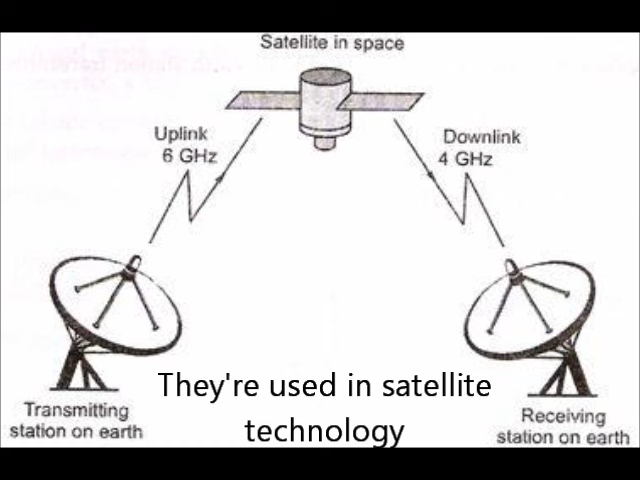 Satellite in space
Uplink
6 GHz
Downlink
4 GHz
They're used in satellite
technology
Transmitting
station on earth
Receiving
station on earth